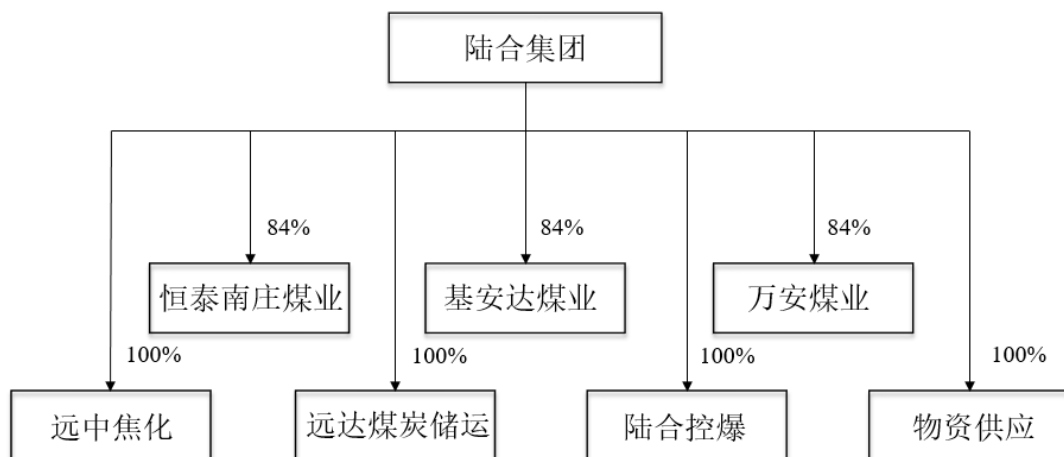 陆合集团
84%
84%
84%
恒泰南庄煤业
基安达煤业
万安煤业
100%
100%
100%
100%
远中焦化
远达煤炭储运
陆合控爆
物资供应